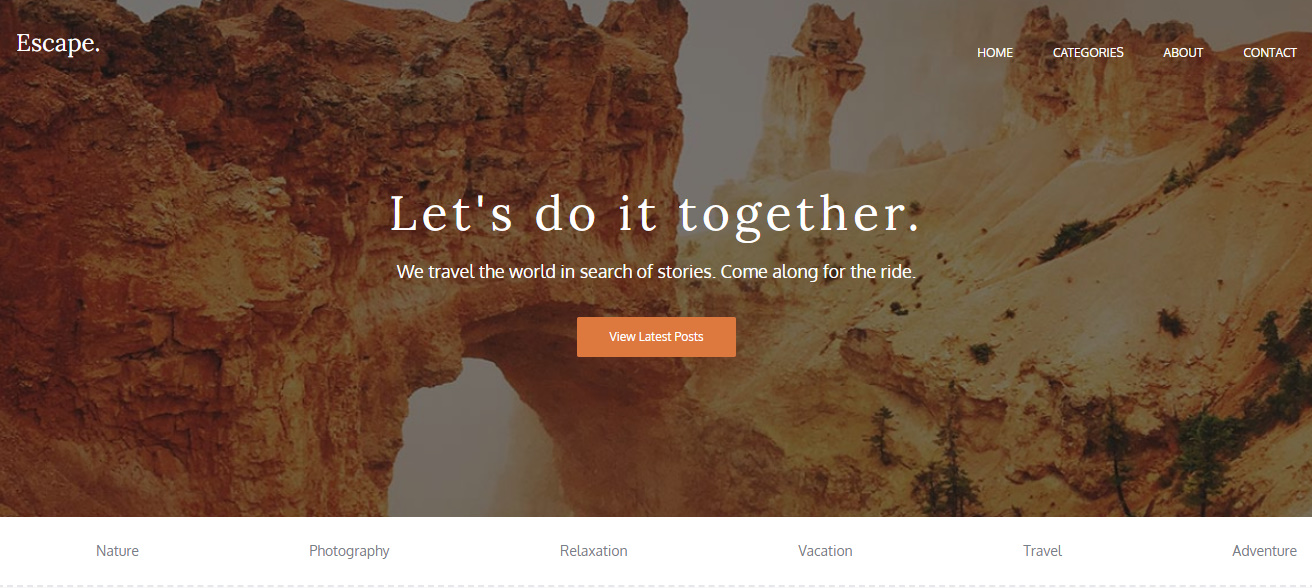 Escape.
HOME CATEGORIES ABOUT CONTACT
Let's do it together.
We travel the world in search of stories. Come along for the ride.
View Latest Posts
Nature Photography Relaxation Vacation Travel Adventure